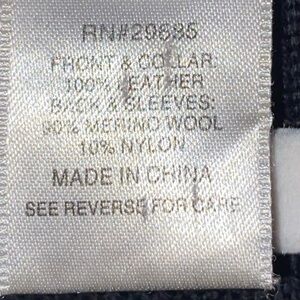 RN#29685
FRONT & COLLAR:
100% LEATHER
BACK & SLEEVES:
90% MERINO WOOL
10% NYLON
MADE IN CHINA
SEE REVERSE FOR CARE